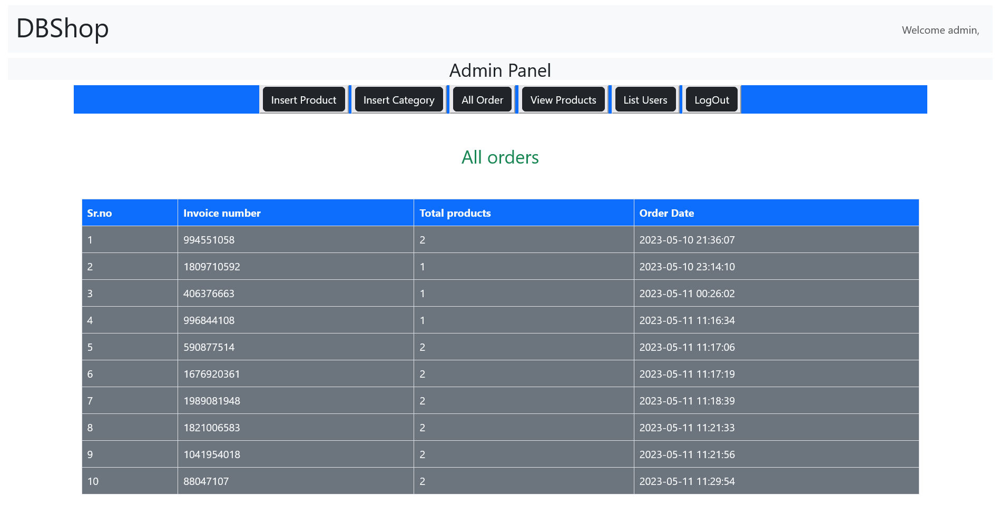 DBShop
Welcome admin,
Admin Panel
Insert Product Insert Category All Order View Products List Users LogOut
All orders
Sr.no Invoice number Total products Order Date
1 994551058 2 2023-05-10 21:36:07
2 1809710592 1 2023-05-10 23:14:10
3 406376663 1 2023-05-11 00:26:02
4 996844108 1 2023-05-11 11:16:34
5 590877514 2 2023-05-11 11:17:06
6 1676920361 2 2023-05-11 11:17:19
7 1989081948 2 2023-05-11 11:18:39
8 1821006583 2 2023-05-11 11:21:33
9 1041954018 2 2023-05-11 11:21:56
10 88047107 2 2023-05-11 11:29:54